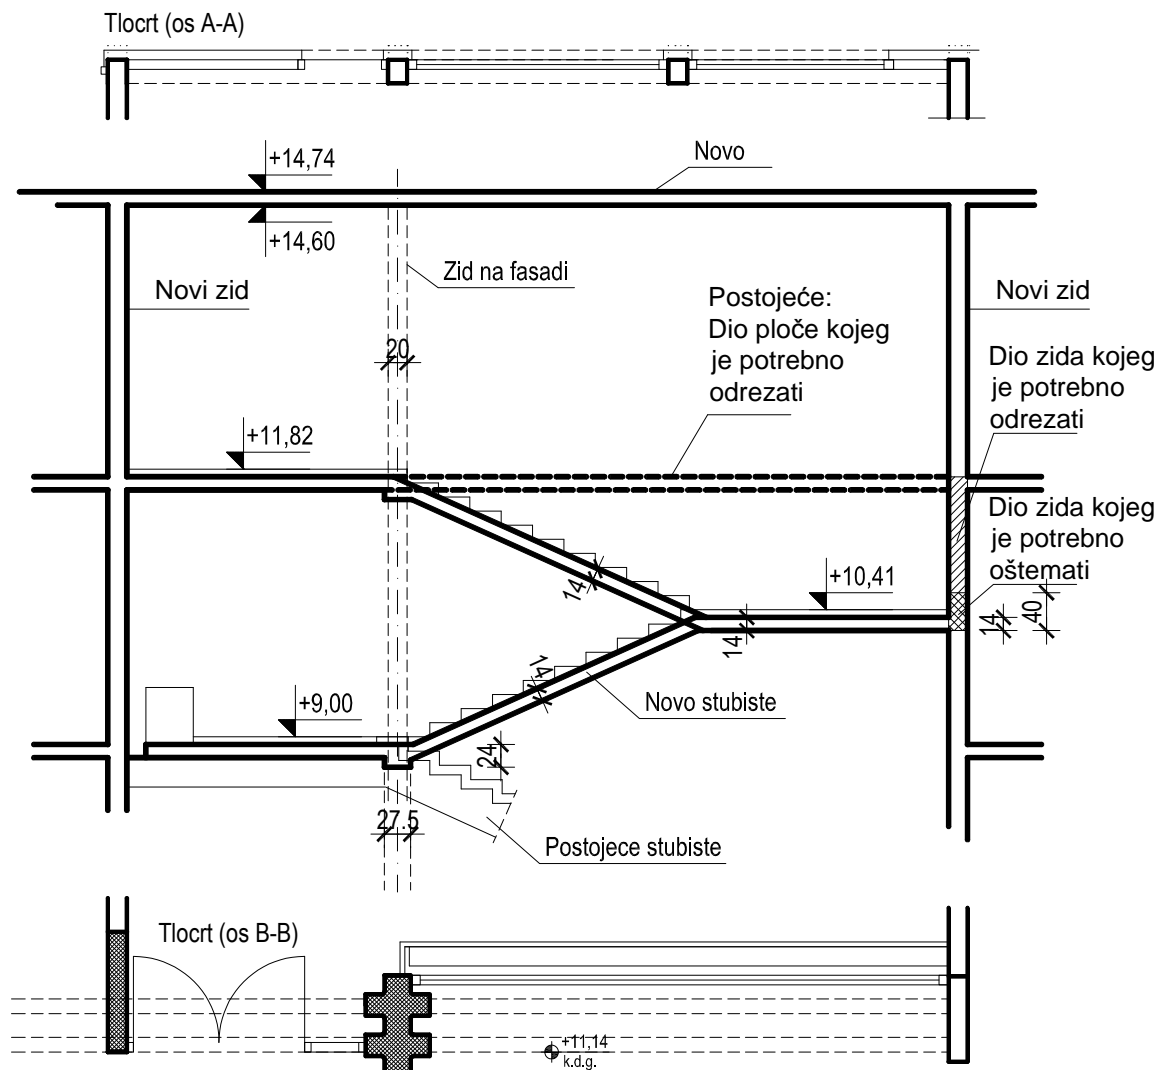 Tlocrt (os A-A)
+14,74
Novo
+14,60
Zid na fasadi
Novi zid
Postojeće:
Dio ploče kojeg
je potrebno
odrezati
Novi zid
20
Dio zida kojeg
je potrebno
odrezati
+11,82
Dio zida kojeg
je potrebno
oštemati
14
+10,41
14
14
40
14
Novo stubiste
+9,00
24
27.5
Postojece stubiste
Tlocrt (os B-B)
+11,14
k.d.g.